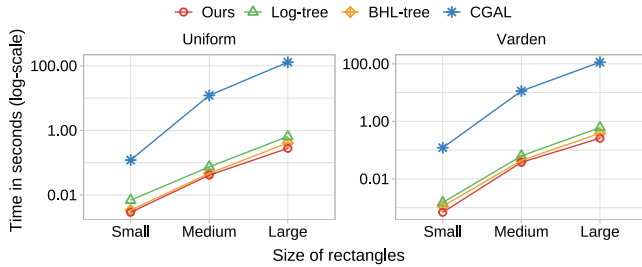 Ours Log-tree BHL-tree CGAL
Uniform
Varden
Time in seconds (log-scale)
100.00
1.00
0.01
100.00
1.00
0.01
Small Medium Large
Small Medium Large
Size of rectangles